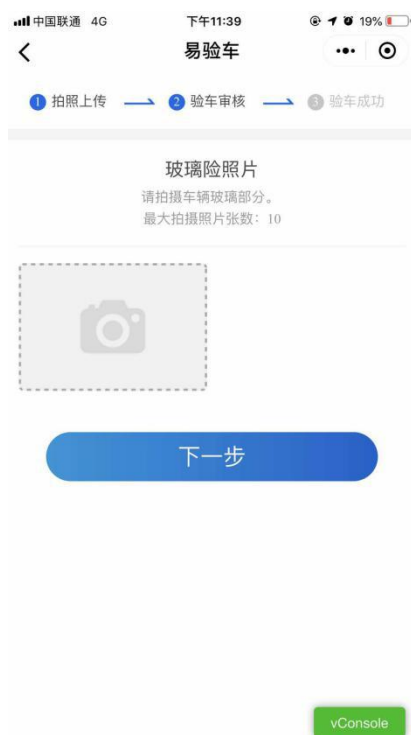 中国联通 4G 下午11:39 19%
易验车
1 拍照上传 2 验车审核 3 验车成功
玻璃险照片
请拍摄车辆玻璃部分。
最大拍摄照片张数：10
下一步
vConsole